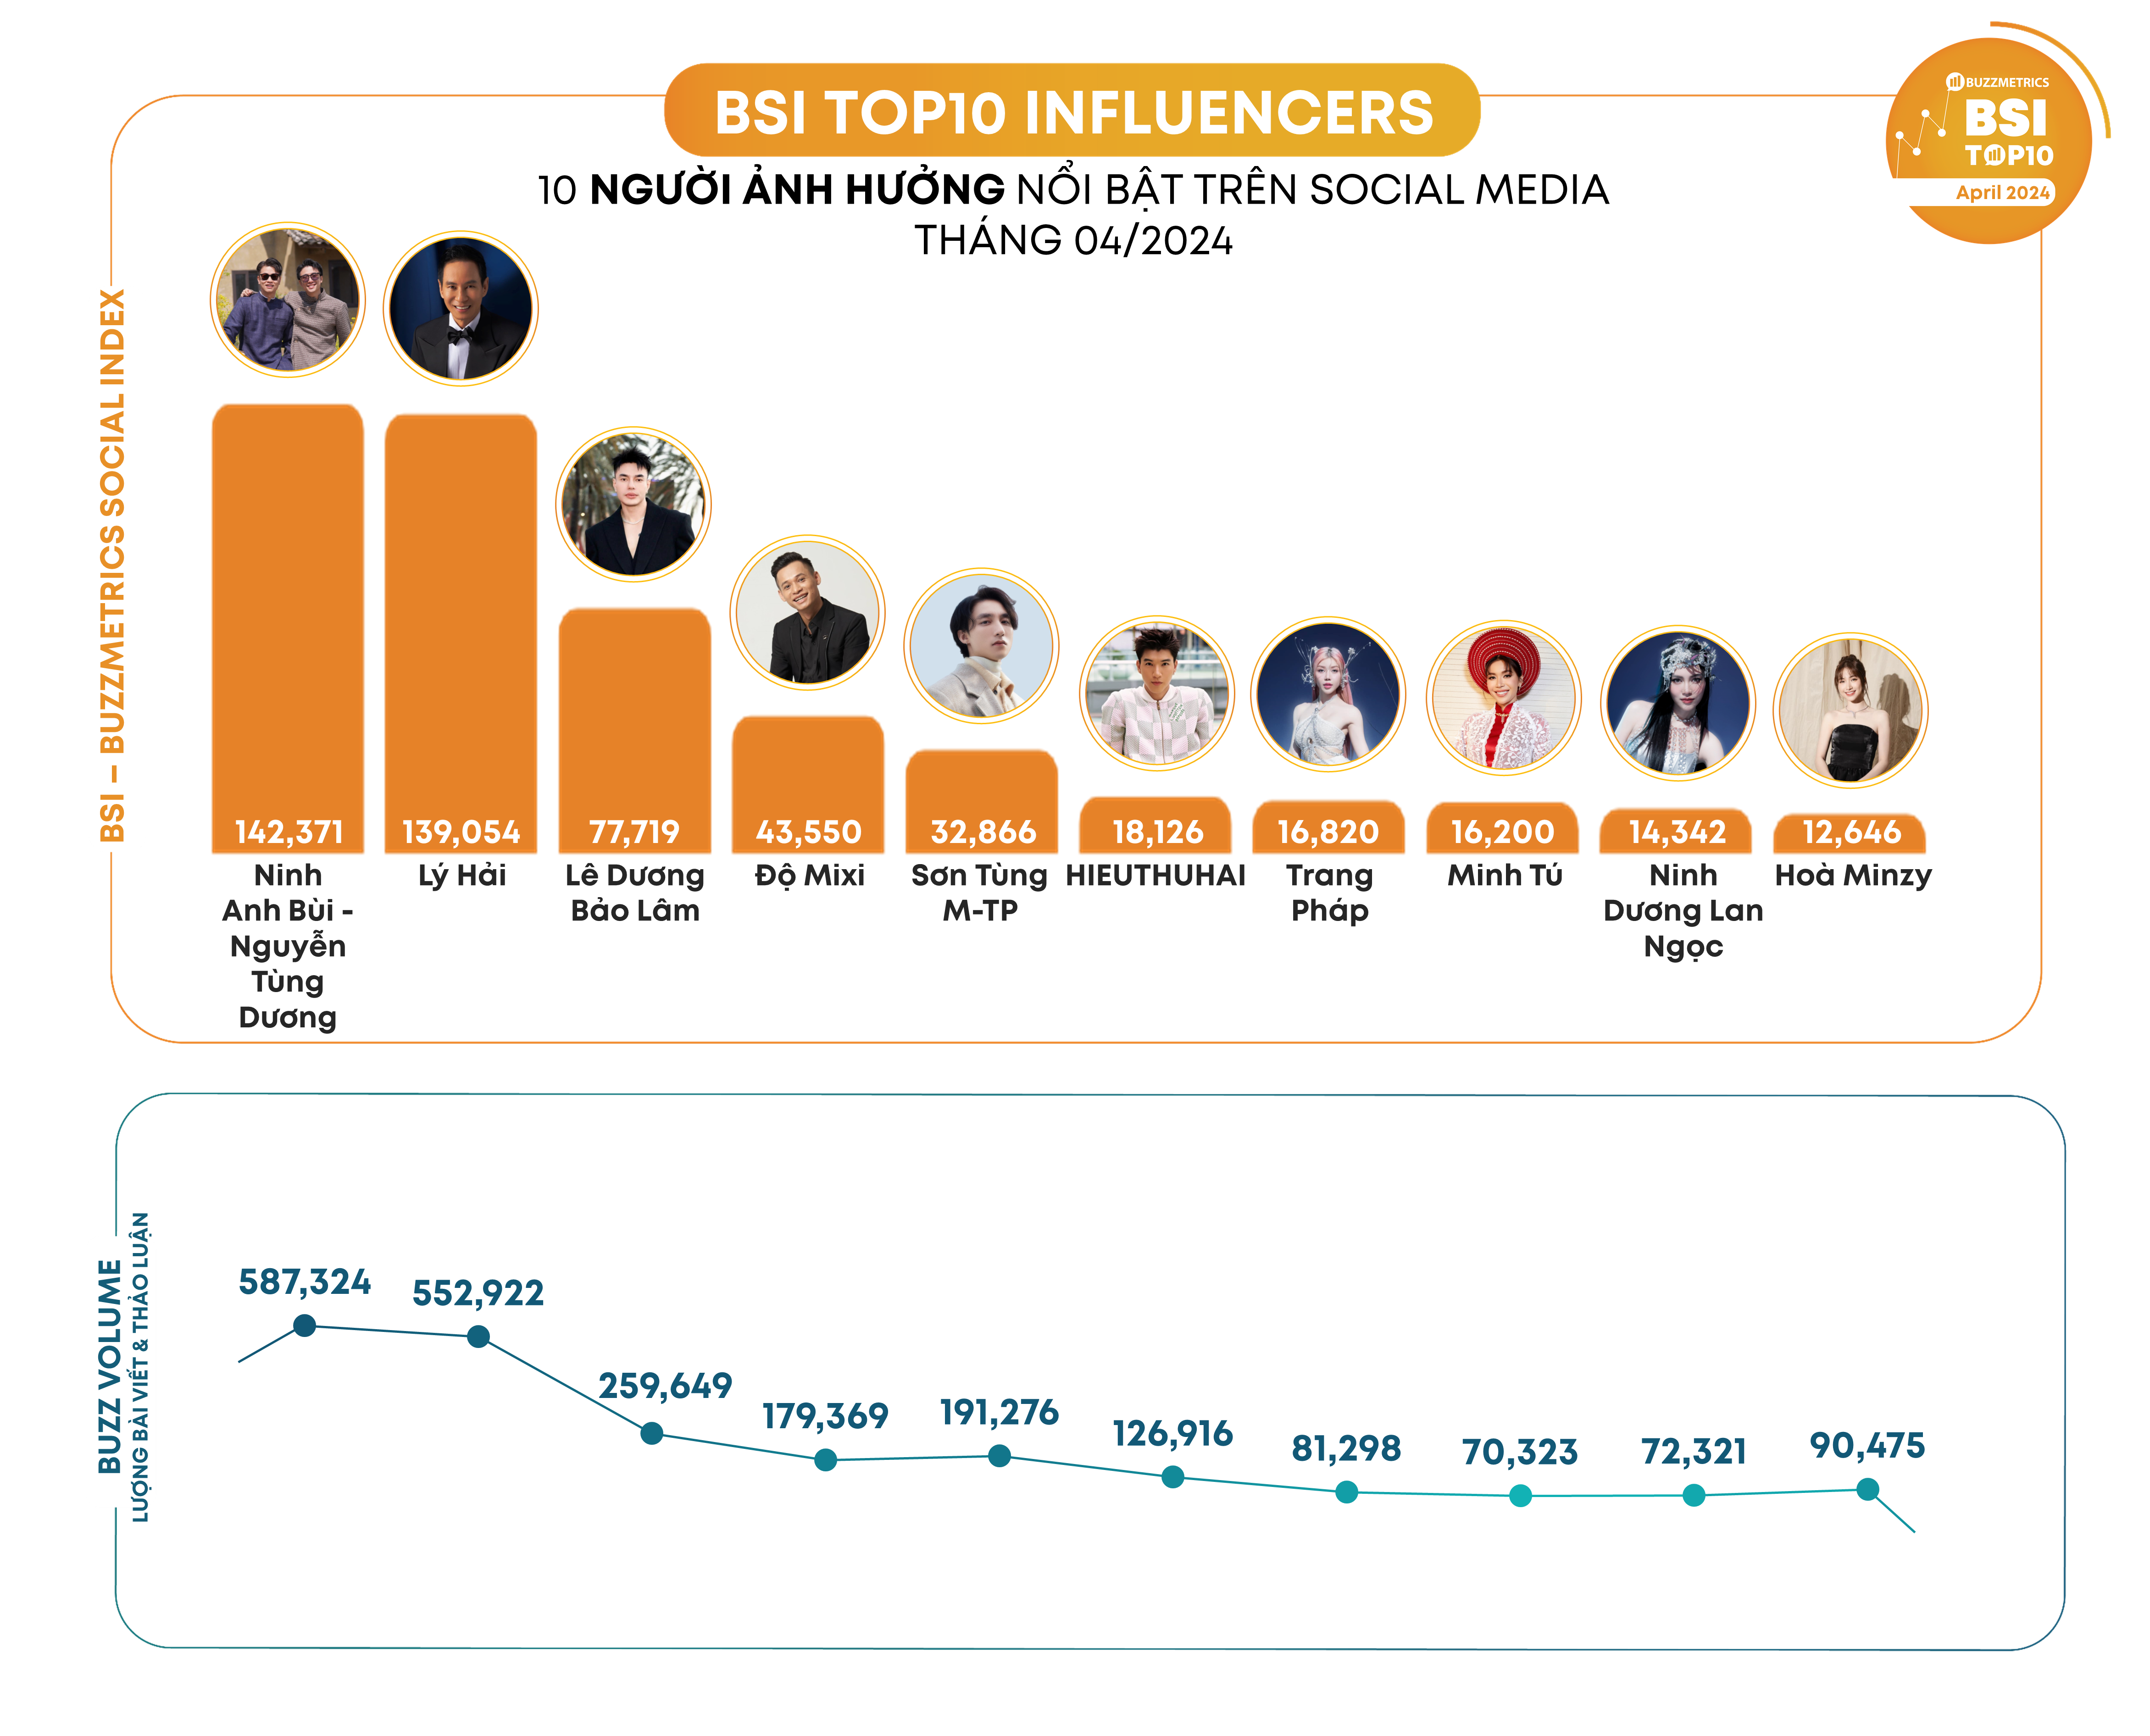 BSI TOP10 INFLUENCERS
10 NGƯỜI ẢNH HƯỞNG NỔI BẬT TRÊN SOCIAL MEDIA
THÁNG 04/2024
BUZZMETRICS
BSI
TOP10
April 2024
BSI – BUZZMETRICS SOCIAL INDEX
142,371
139,054
77,719
43,550
32,866
18,126
16,820
16,200
14,342
12,646
Ninh
Anh Bùi -
Nguyễn
Tùng
Dương
Lý Hải
Lê Dương
Bảo Lâm
Độ Mixi
Sơn Tùng
M-TP
HIEUTHUHAI
Trang
Pháp
Minh Tú
Ninh
Dương Lan
Ngọc
Hoà Minzy
BUZZ VOLUME
LƯỢNG BÀI VIẾT & THẢO LUẬN
587,324
552,922
259,649
179,369
191,276
126,916
81,298
70,323
72,321
90,475